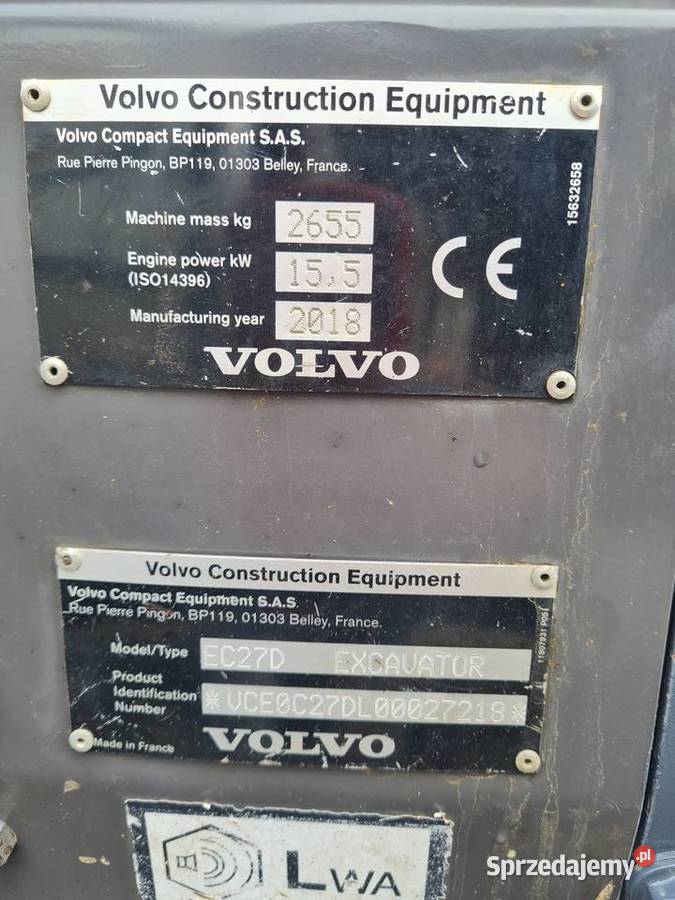 Volvo Construction Equipment
Volvo Compact Equipment S.A.S.
Rue Pierre Pingon, BP119, 01303 Belley, France.
15632658
Machine mass kg 2655
Engine power kW (ISO14396) 15,5
Manufacturing year 2018
CE
VOLVO
Volvo Construction Equipment
Volvo Compact Equipment S.A.S.
Rue Pierre Pingon, BP119, 01303 Belley, France.
11807931 P051
Model/Type EC27D EXCAVATOR
Product Identification Number *VCE0C27DL00027218*
Made in France
VOLVO
LWA
Sprzedajemy.pl